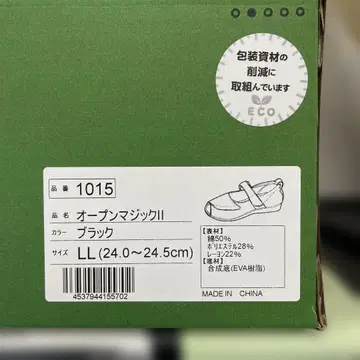 包装資材の
削減に
取組んでいます
ECO
品番 1015
品名 オープンマジックII
カラー ブラック
サイズ LL(24.0〜24.5cm)
4537944155702
【表材】
綿50%
ポリエステル28%
レーヨン22%
【底材】
合成底(EVA樹脂)
MADE IN CHINA